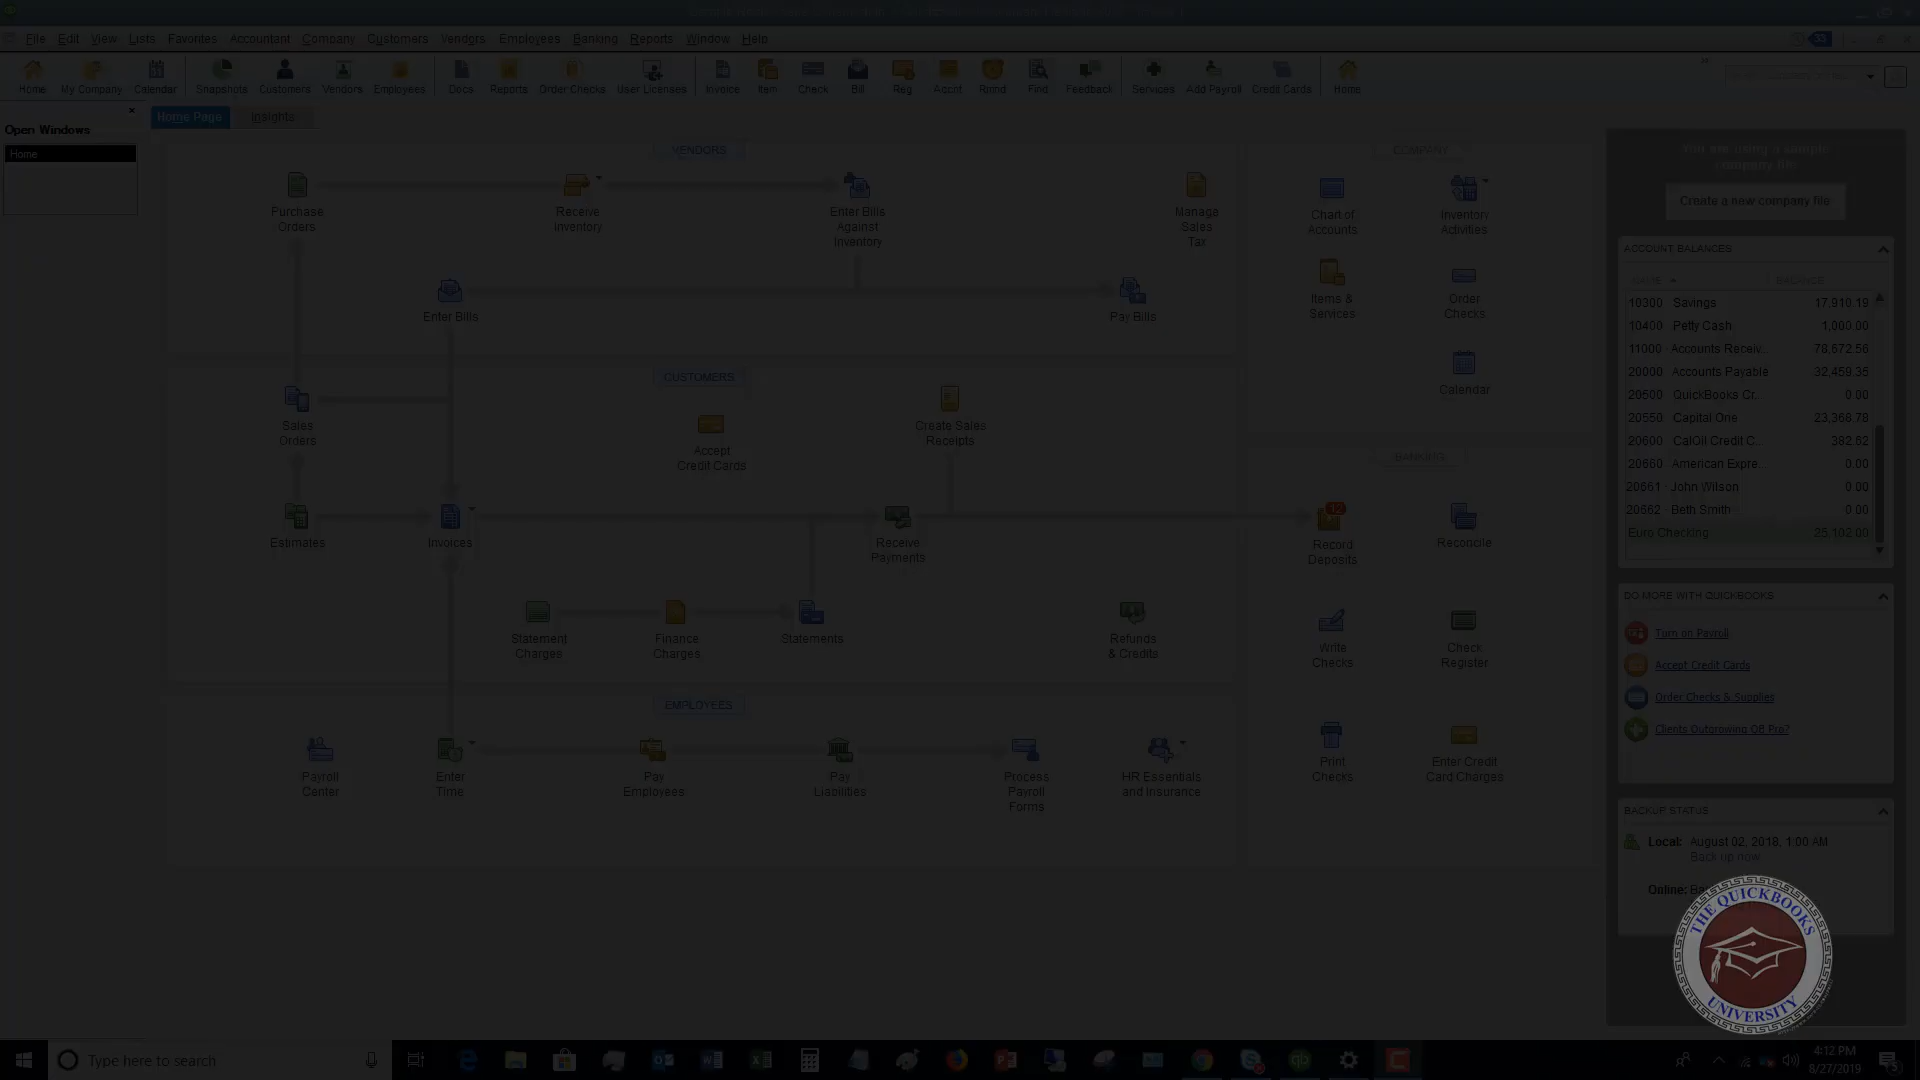 File Edit View Lists Favorites Accountant Company Customers Vendors Employees Banking Reports Window Help
33
Home My Company Calendar Snapshots Customers Vendors Employees Docs Reports Order Checks User Licenses Invoice Item Check Bill Reg Accnt Rmnd Find Feedback Services Add Payroll Credit Cards Home
Open Windows
Home
Home Page Insights
VENDORS
Purchase
Orders
Receive
Inventory
Enter Bills
Against
Inventory
Manage
Sales
Tax
Enter Bills
Pay Bills
CUSTOMERS
Sales
Orders
Accept
Credit Cards
Create Sales
Receipts
Estimates
Invoices
Receive
Payments
Statement
Charges
Finance
Charges
Statements
Refunds
& Credits
EMPLOYEES
Payroll
Center
Enter
Time
Pay
Employees
Pay
Liabilities
Process
Payroll
Forms
HR Essentials
and Insurance
COMPANY
Chart of
Accounts
Inventory
Activities
Items &
Services
Order
Checks
Calendar
BANKING
12
Record
Deposits
Reconcile
Write
Checks
Check
Register
Print
Checks
Enter Credit
Card Charges
You are using a sample
company file
Create a new company file
ACCOUNT BALANCES
NAME BALANCE
10300 · Savings 17,910.19
10400 · Petty Cash 1,000.00
11000 · Accounts Receiv... 78,672.56
20000 · Accounts Payable 32,459.35
20500 · QuickBooks Cr... 0.00
20550 · Capital One 23,368.78
20600 · CalOil Credit C... 382.62
20660 · American Expre... 0.00
20661 · John Wilson 0.00
20662 · Beth Smith 0.00
Euro Checking 25,102.00
DO MORE WITH QUICKBOOKS
Turn on Payroll
Accept Credit Cards
Order Checks & Supplies
Clients Outgrowing QB Pro?
BACKUP STATUS
Local: August 02, 2018, 1:00 AM
Back up now
Online:
THE QUICKBOOKS
UNIVERSITY
Type here to search
4:12 PM
8/27/2019
5